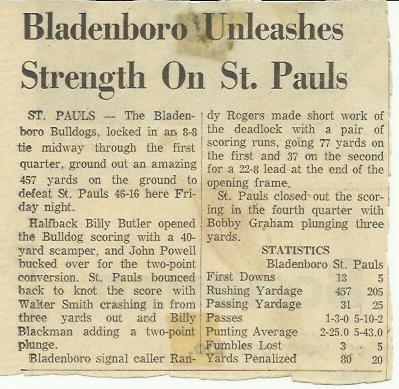 Bladenboro Unleashes
Strength On St. Pauls
ST. PAULS — The Bladen-
boro Bulldogs, locked in an 8-8
tie midway through the first
quarter, ground out an amazing
457 yards on the ground to
defeat St. Pauls 46-16 here Fri-
day night.
Halfback Billy Butler opened
the Bulldog scoring with a 40-
yard scamper, and John Powell
bucked over for the two-point
conversion. St. Pauls bounced
back to knot the score with
Walter Smith crashing in from
three yards out and Billy
Blackman adding a two-point
plunge.
Bladenboro signal caller Ran-
dy Rogers made short work of
the deadlock with a pair of
scoring runs, going 77 yards on
the first and 37 on the second
for a 22-8 lead at the end of the
opening frame.
St. Pauls closed out the scor-
ing in the fourth quarter with
Bobby Graham plunging three
yards.
STATISTICS
Bladenboro St. Pauls
First Downs 13 5
Rushing Yardage 457 205
Passing Yardage 31 25
Passes 1-3-0 5-10-2
Punting Average 2-25.0 5-43.0
Fumbles Lost 3 5
Yards Penalized 80 20